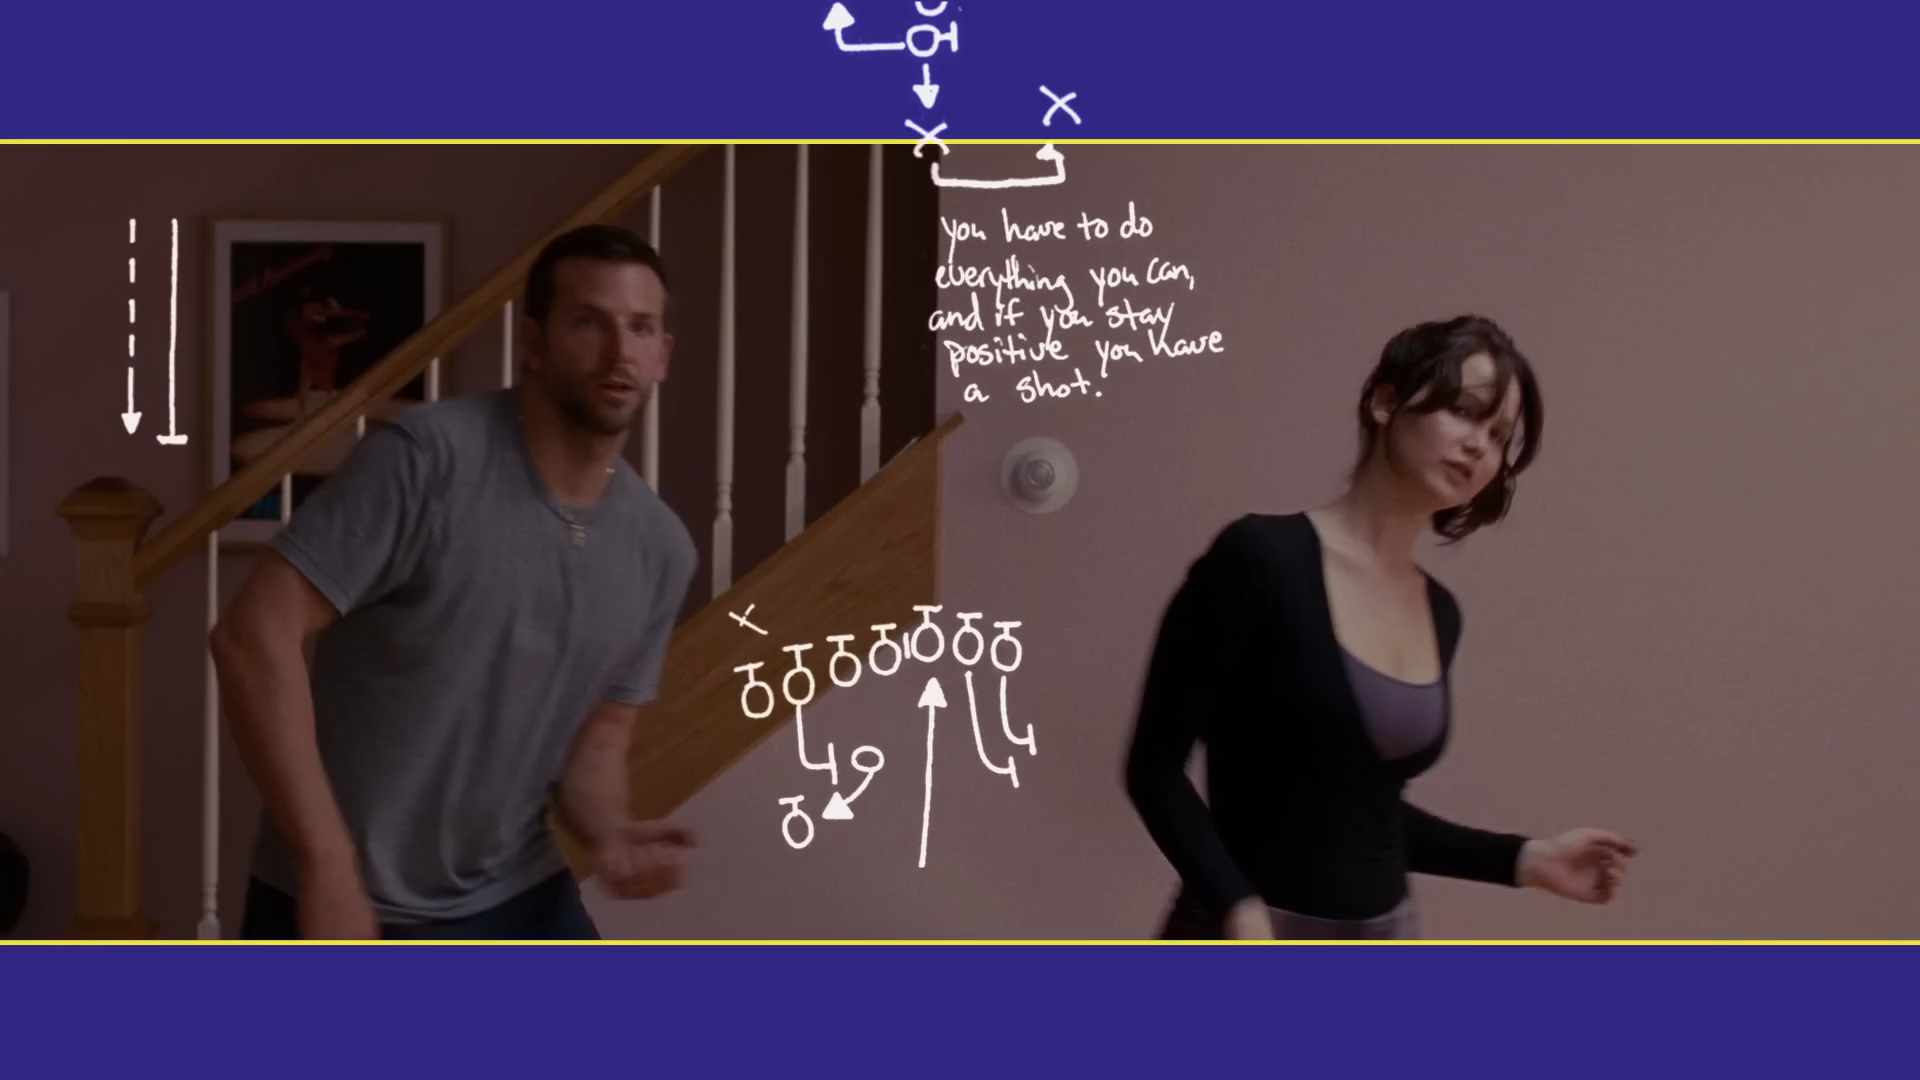 you have to do
everything you can,
and if you stay
positive you have
a shot.